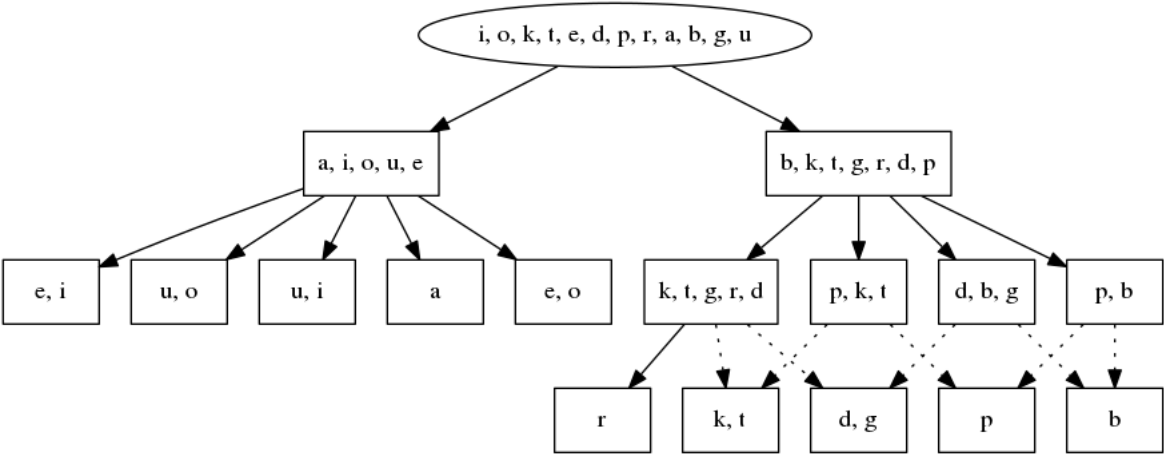 i, o, k, t, e, d, p, r, a, b, g, u
a, i, o, u, e
b, k, t, g, r, d, p
e, i
u, o
u, i
a
e, o
k, t, g, r, d
p, k, t
d, b, g
p, b
r
k, t
d, g
p
b